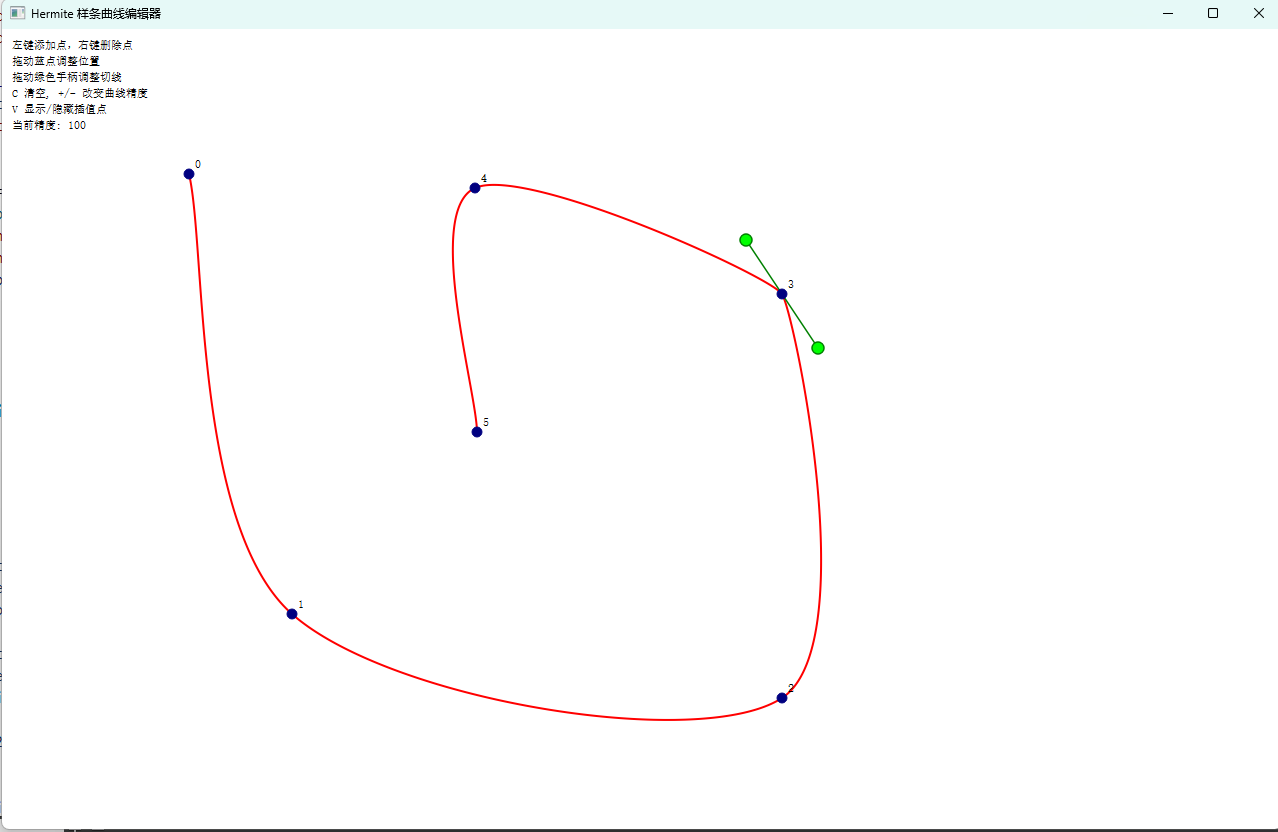 Hermite 样条曲线编辑器
左键添加点，右键删除点
拖动蓝点调整位置
拖动绿色手柄调整切线
C 清空, +/- 改变曲线精度
V 显示/隐藏插值点
当前精度: 100
0
4
3
5
1
2